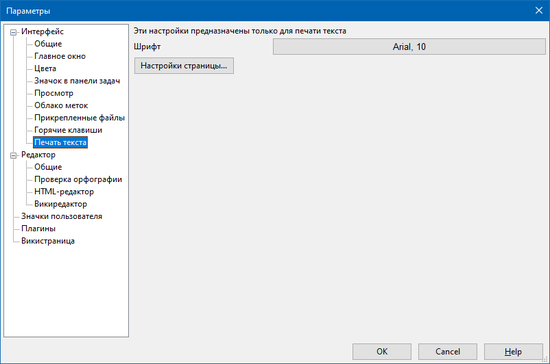 Параметры
Интерфейс
Общие
Главное окно
Цвета
Значок в панели задач
Просмотр
Облако меток
Прикрепленные файлы
Горячие клавиши
Печать текста
Редактор
Общие
Проверка орфографии
HTML-редактор
Викиредактор
Значки пользователя
Плагины
Викистраница
Эти настройки предназначены только для печати текста
Шрифт
Arial, 10
Настройки страницы...
OK
Cancel
Help